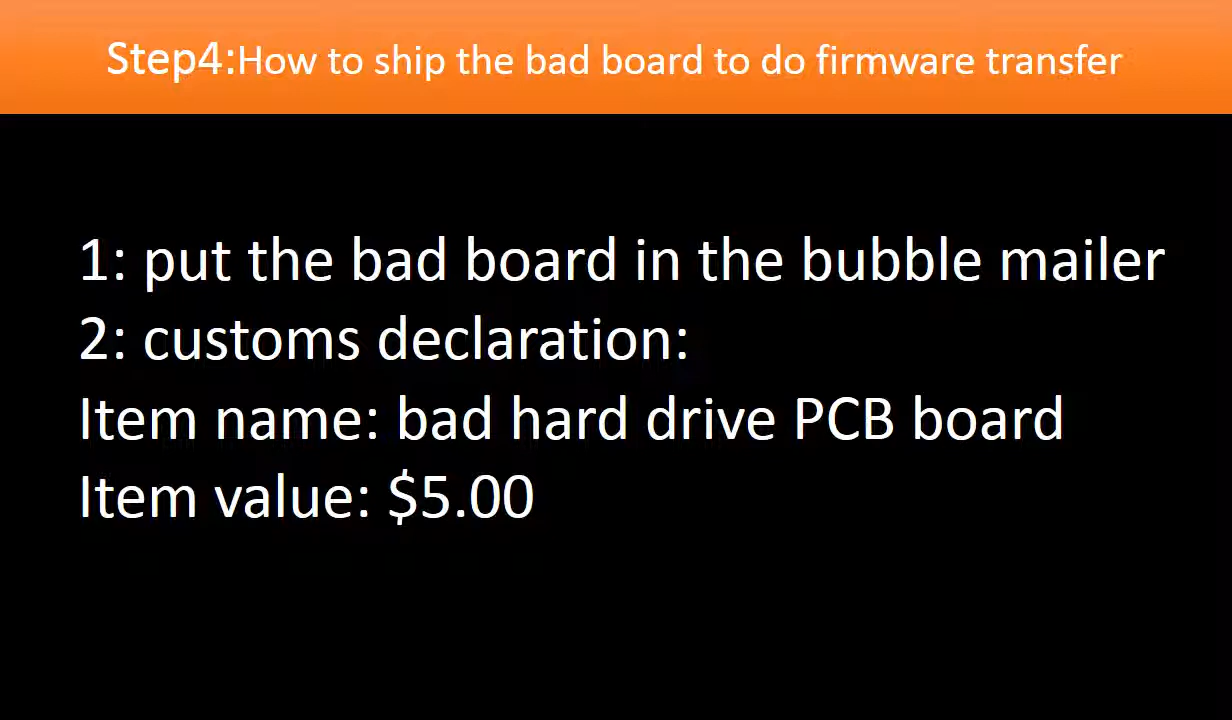 Step4:How to ship the bad board to do firmware transfer
1: put the bad board in the bubble mailer
2: customs declaration:
Item name: bad hard drive PCB board
Item value: $5.00